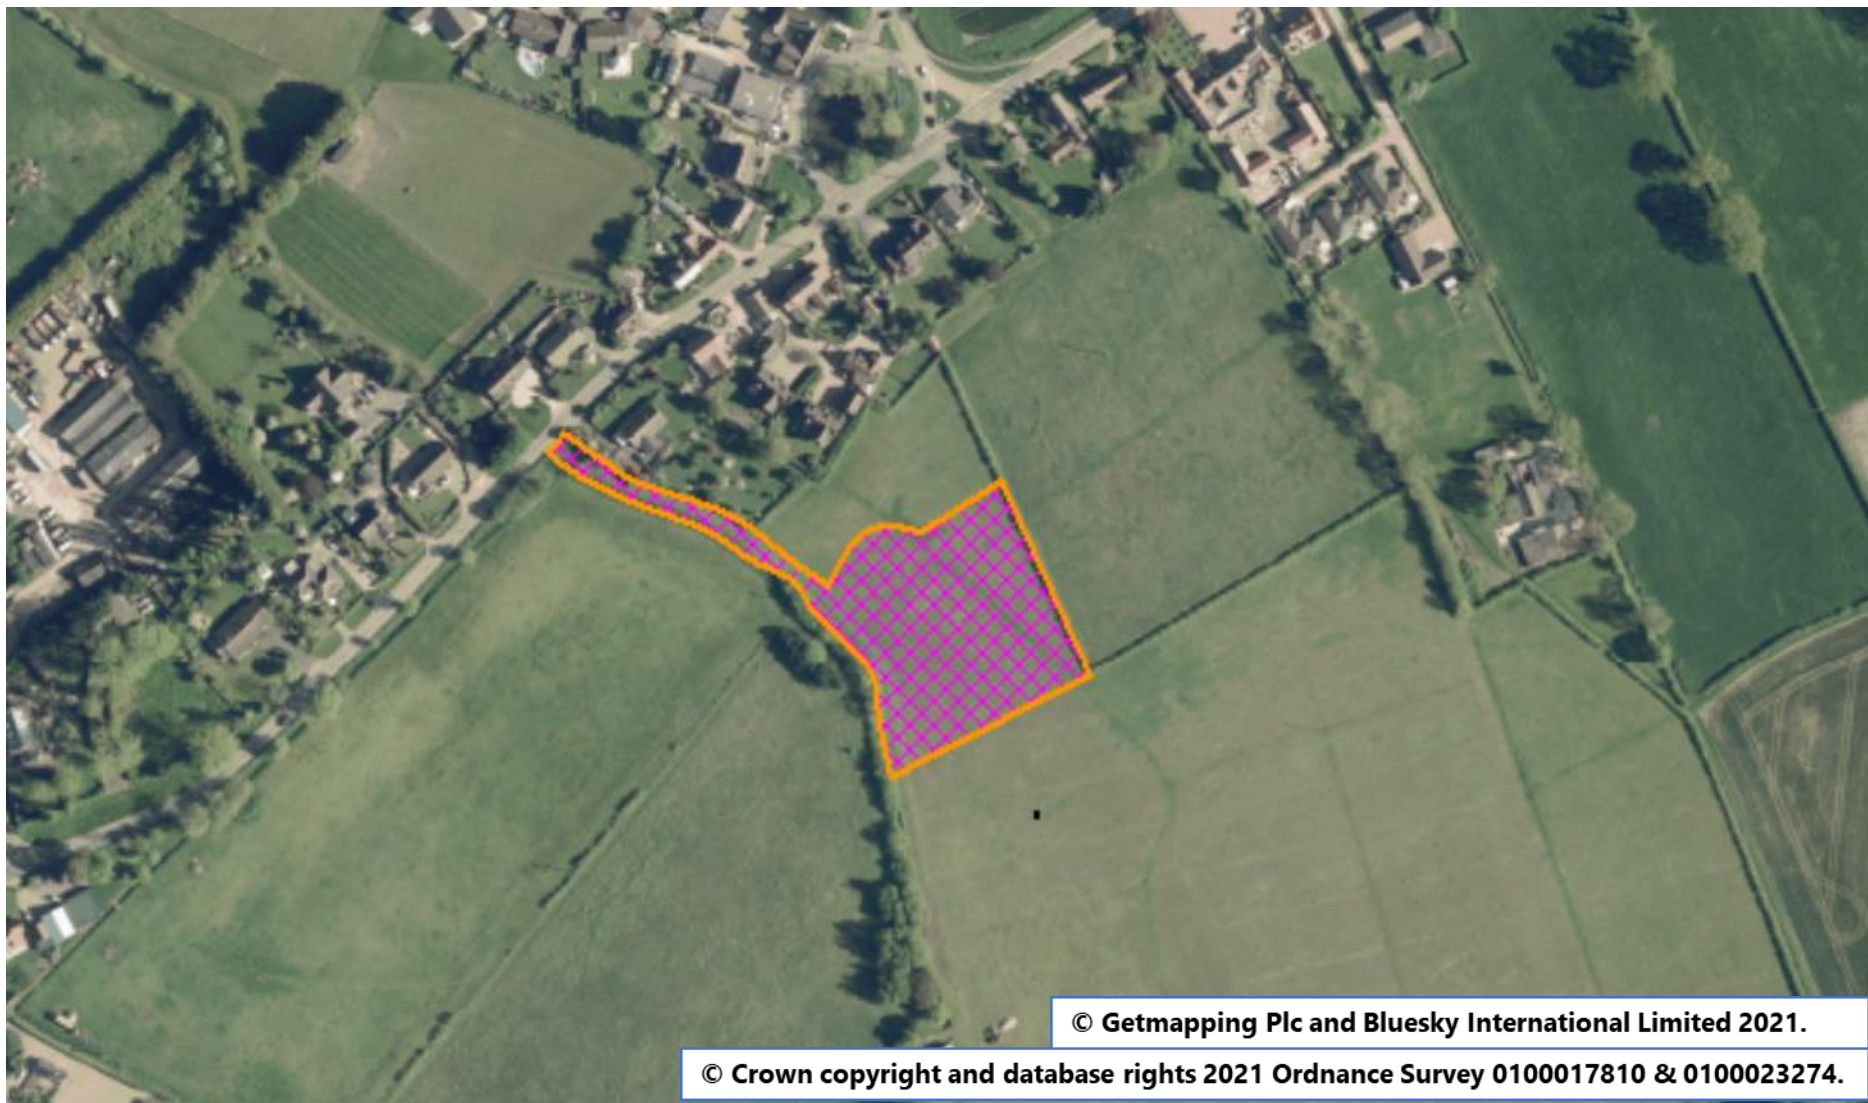 © Getmapping Plc and Bluesky International Limited 2021.
© Crown copyright and database rights 2021 Ordnance Survey 0100017810 & 0100023274.